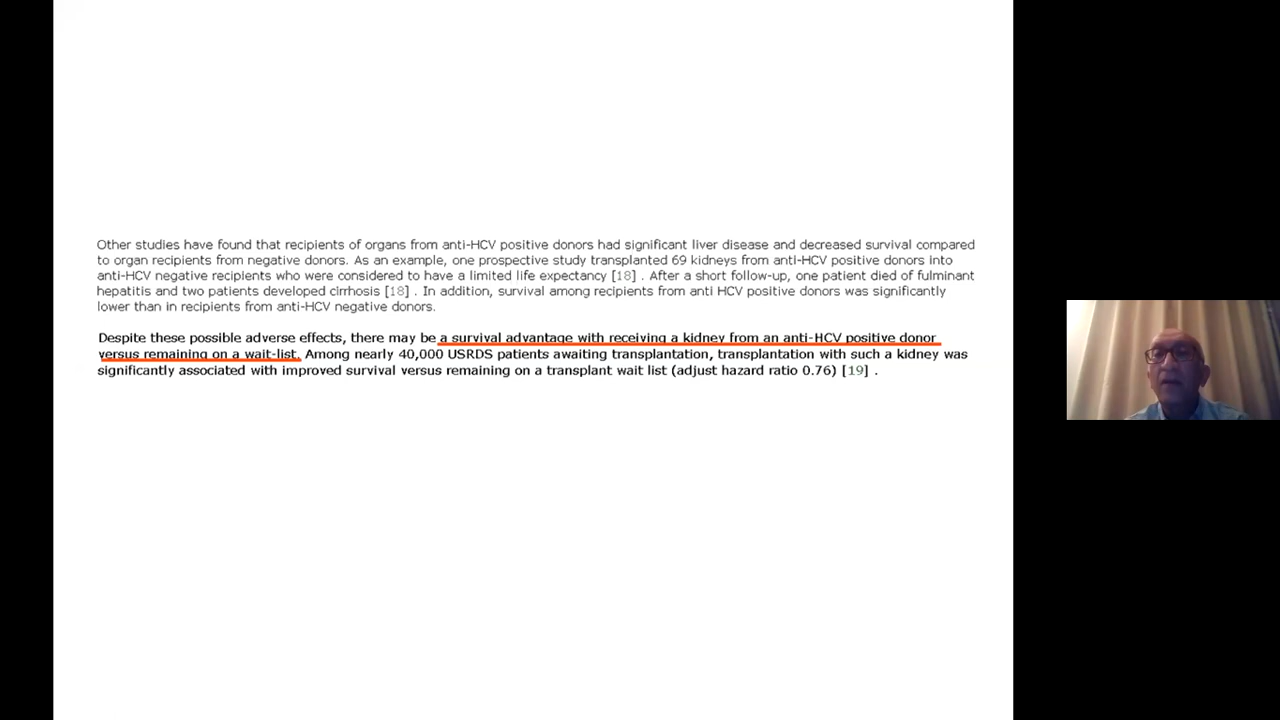 Other studies have found that recipients of organs from anti-HCV positive donors had significant liver disease and decreased survival compared
to organ recipients from negative donors. As an example, one prospective study transplanted 69 kidneys from anti-HCV positive donors into
anti-HCV negative recipients who were considered to have a limited life expectancy [18] . After a short follow-up, one patient died of fulminant
hepatitis and two patients developed cirrhosis [18] . In addition, survival among recipients from anti HCV positive donors was significantly
lower than in recipients from anti-HCV negative donors.
Despite these possible adverse effects, there may be a survival advantage with receiving a kidney from an anti-HCV positive donor
versus remaining on a wait-list. Among nearly 40,000 USRDS patients awaiting transplantation, transplantation with such a kidney was
significantly associated with improved survival versus remaining on a transplant wait list (adjust hazard ratio 0.76) [19] .